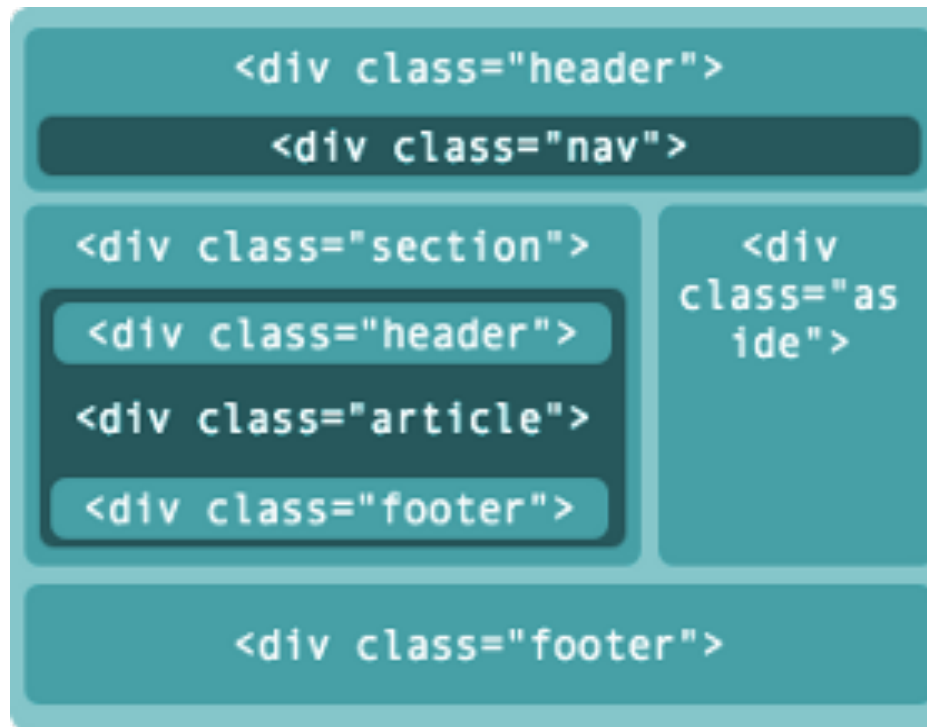 <div class="header">
<div class="nav">
<div class="section">
<div class="header">
<div class="article">
<div class="footer">
<div
class="as
ide">
<div class="footer">